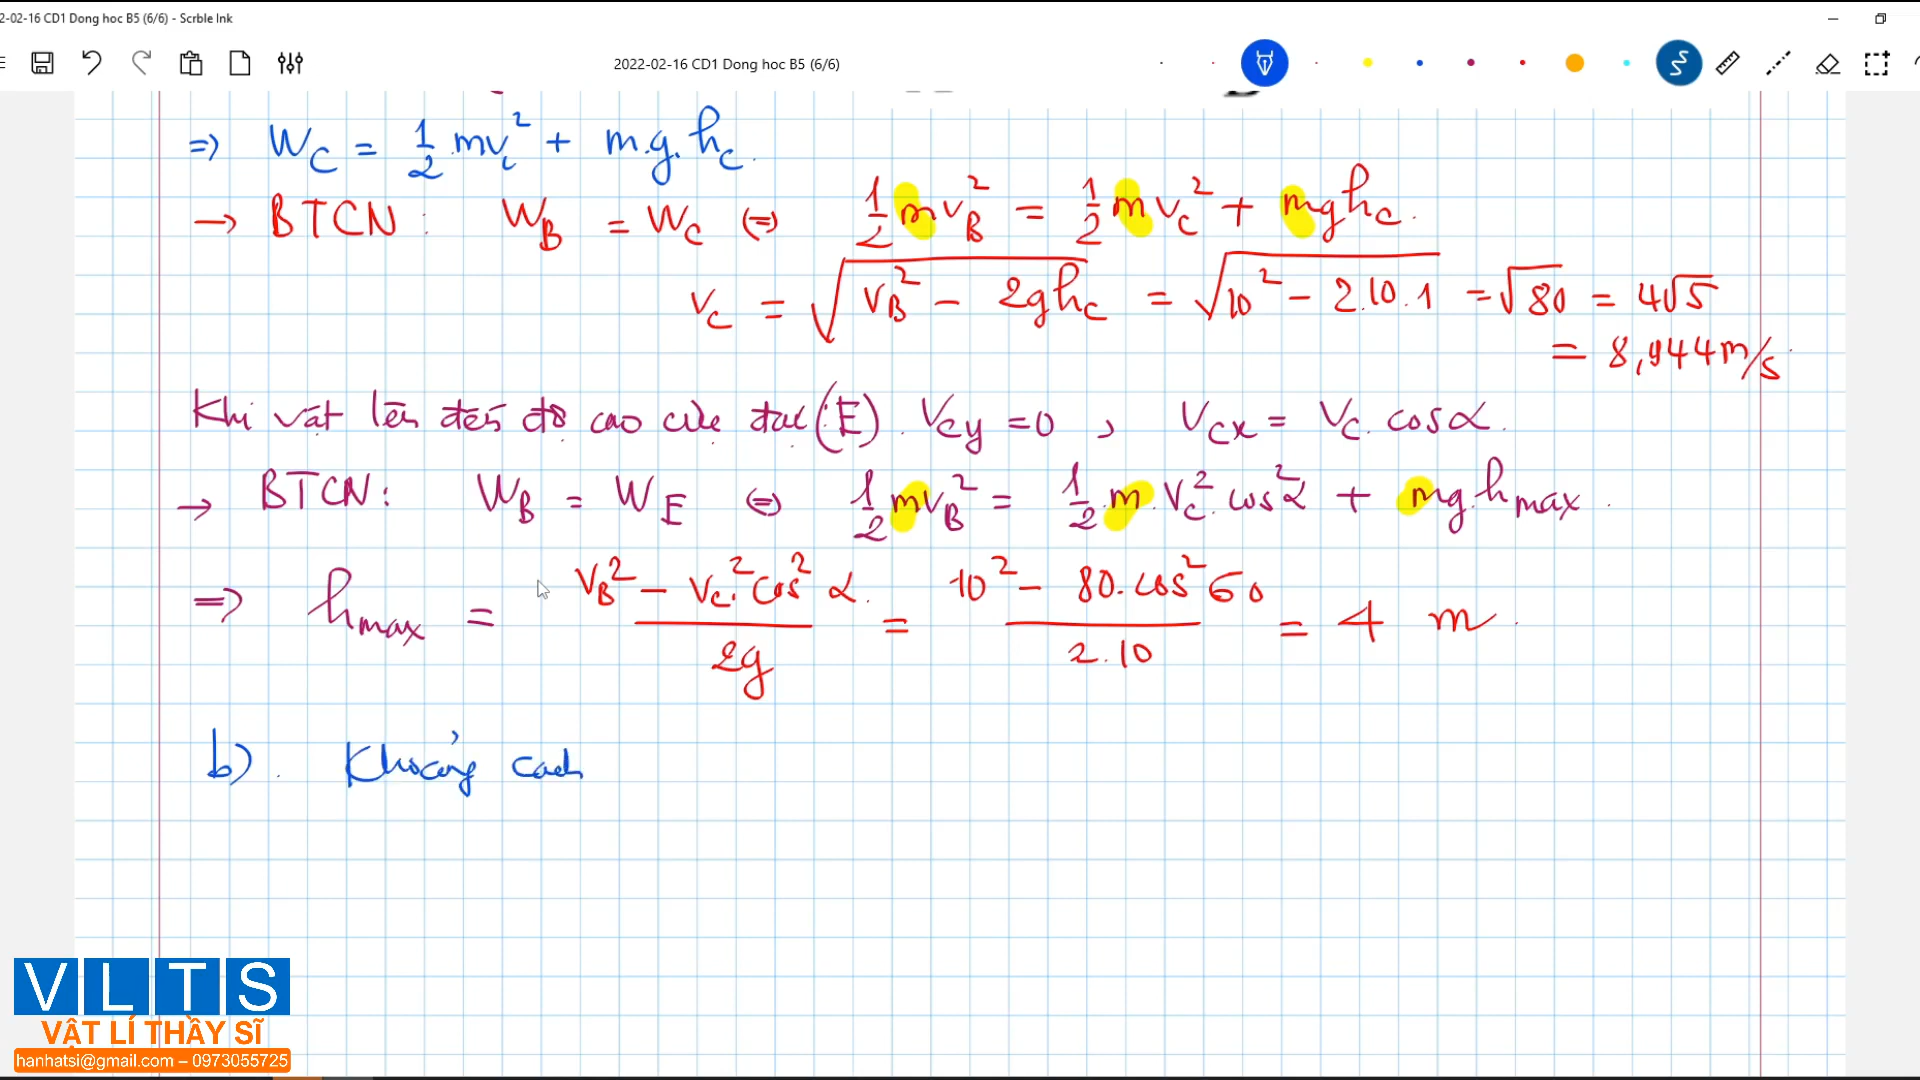 2-02-16 CD1 Dong hoc B5 (6/6) - Scrble Ink
2022-02-16 CD1 Dong hoc B5 (6/6)
=> W_C = 1/2 mv_C^2 + m.g.h_C.
→ BTCN: W_B = W_C <=> 1/2 mv_B^2 = 1/2 mv_C^2 + mgh_C.
v_C = √(v_B^2 - 2gh_C) = √(10^2 - 2.10.1) = √80 = 4√5
= 8,944 m/s.
Khi vật lên đến độ cao cực đại (E). V_Cy = 0, V_Cx = V_C. cosα.
→ BTCN: W_B = W_E <=> 1/2 mv_B^2 = 1/2.m.V_C^2.cos^2α + mg.h_max.
=> h_max = (V_B^2 - V_C^2.cos^2 α)/(2g) = (10^2 - 80.cos^2 60)/(2.10) = 4 m.
b). Khoảng cách
VLTS
VẬT LÍ THẦY SĨ
hanhatsi@gmail.com – 0973055725